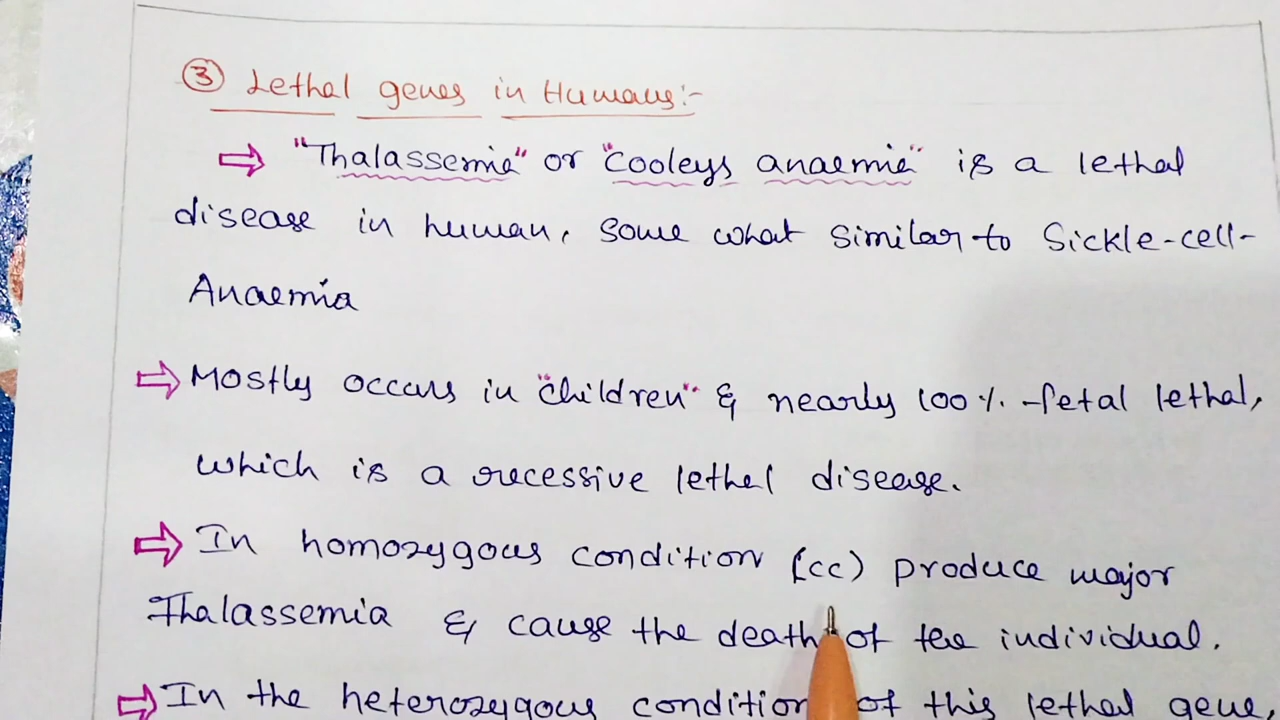 ③ Lethal genes in Humans:-
⇒ "Thalassemia" or "Cooleys anaemia" is a lethal
disease in human, some what similar to Sickle-cell-
Anaemia
⇒ Mostly occurs in "children" & nearly 100% -fetal lethal,
which is a recessive lethal disease.
⇒ In homozygous condition (cc) produce major
Thalassemia & cause the death of the individual.
⇒ In the heterozygous condition of this lethal gene,